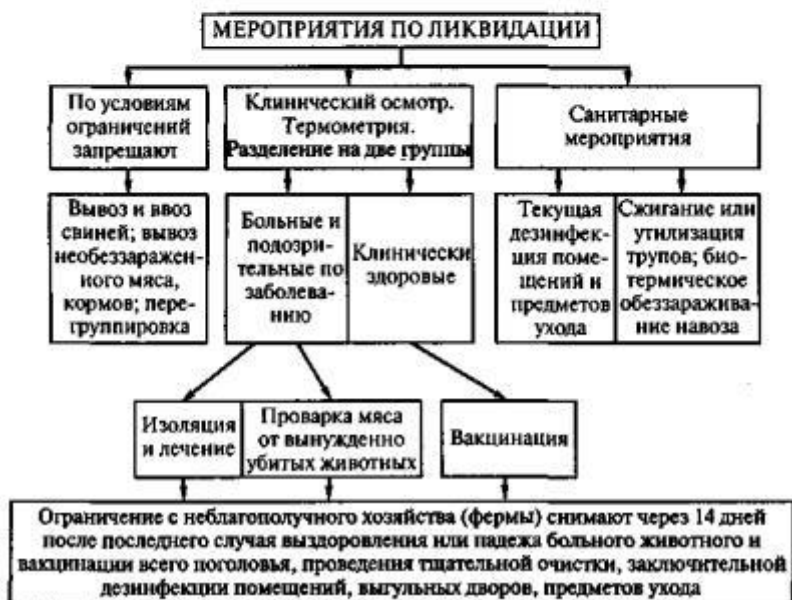 МЕРОПРИЯТИЯ ПО ЛИКВИДАЦИИ
По условиям
ограничений
запрещают
Клинический осмотр.
Термометрия.
Разделение на две группы
Санитарные
мероприятия
Вывоз и ввоз
свиней; вывоз
необеззаражен-
ного мяса,
кормов; пере-
группировка
Больные и
подозри-
тельные по
заболева-
нию
Клинически
здоровые
Текущая
дезинфек-
ция поме-
щений и
предметов
ухода
Сжигание или
утилизация
трупов; био-
термическое
обеззаражива-
ние навоза
Изоляция
и лечение
Проварка мяса
от вынужденно
убитых животных
Вакцинация
Ограничение с неблагополучного хозяйства (фермы) снимают через 14 дней
после последнего случая выздоровления или падежа больного животного и
вакцинации всего поголовья, проведения тщательной очистки, заключительной
дезинфекции помещений, выгульных дворов, предметов ухода